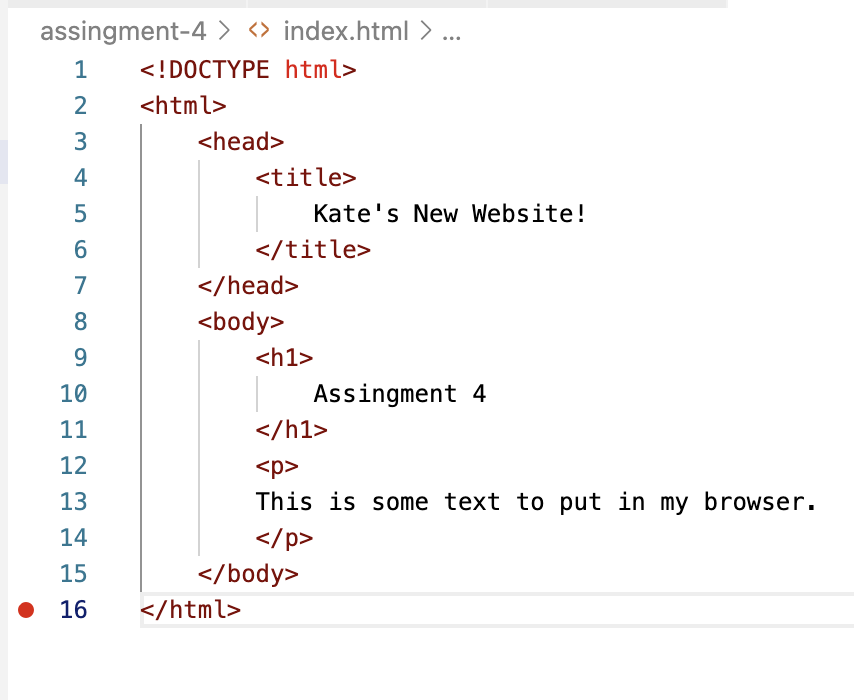 assingment-4 > <> index.html > ...
1 <!DOCTYPE html>
2 <html>
3     <head>
4         <title>
5             Kate's New Website!
6         </title>
7     </head>
8     <body>
9         <h1>
10             Assingment 4
11         </h1>
12         <p>
13         This is some text to put in my browser.
14         </p>
15     </body>
16 </html>